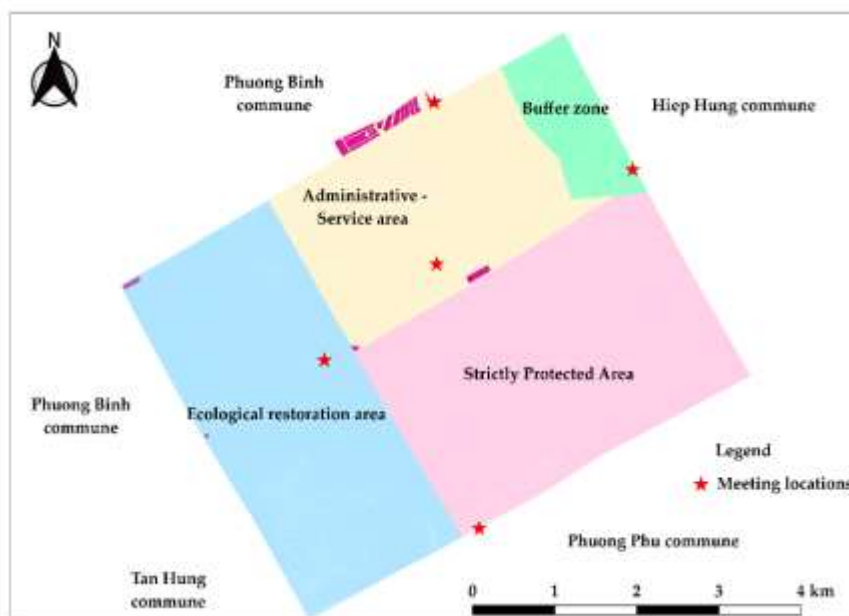 N
Phuong Binh
commune
Buffer zone
Hiep Hung commune
Administrative -
Service area
Strictly Protected Area
Phuong Binh
commune
Ecological restoration area
Legend
Meeting locations
Phuong Phu commune
Tan Hung
commune
0 1 2 3 4 km